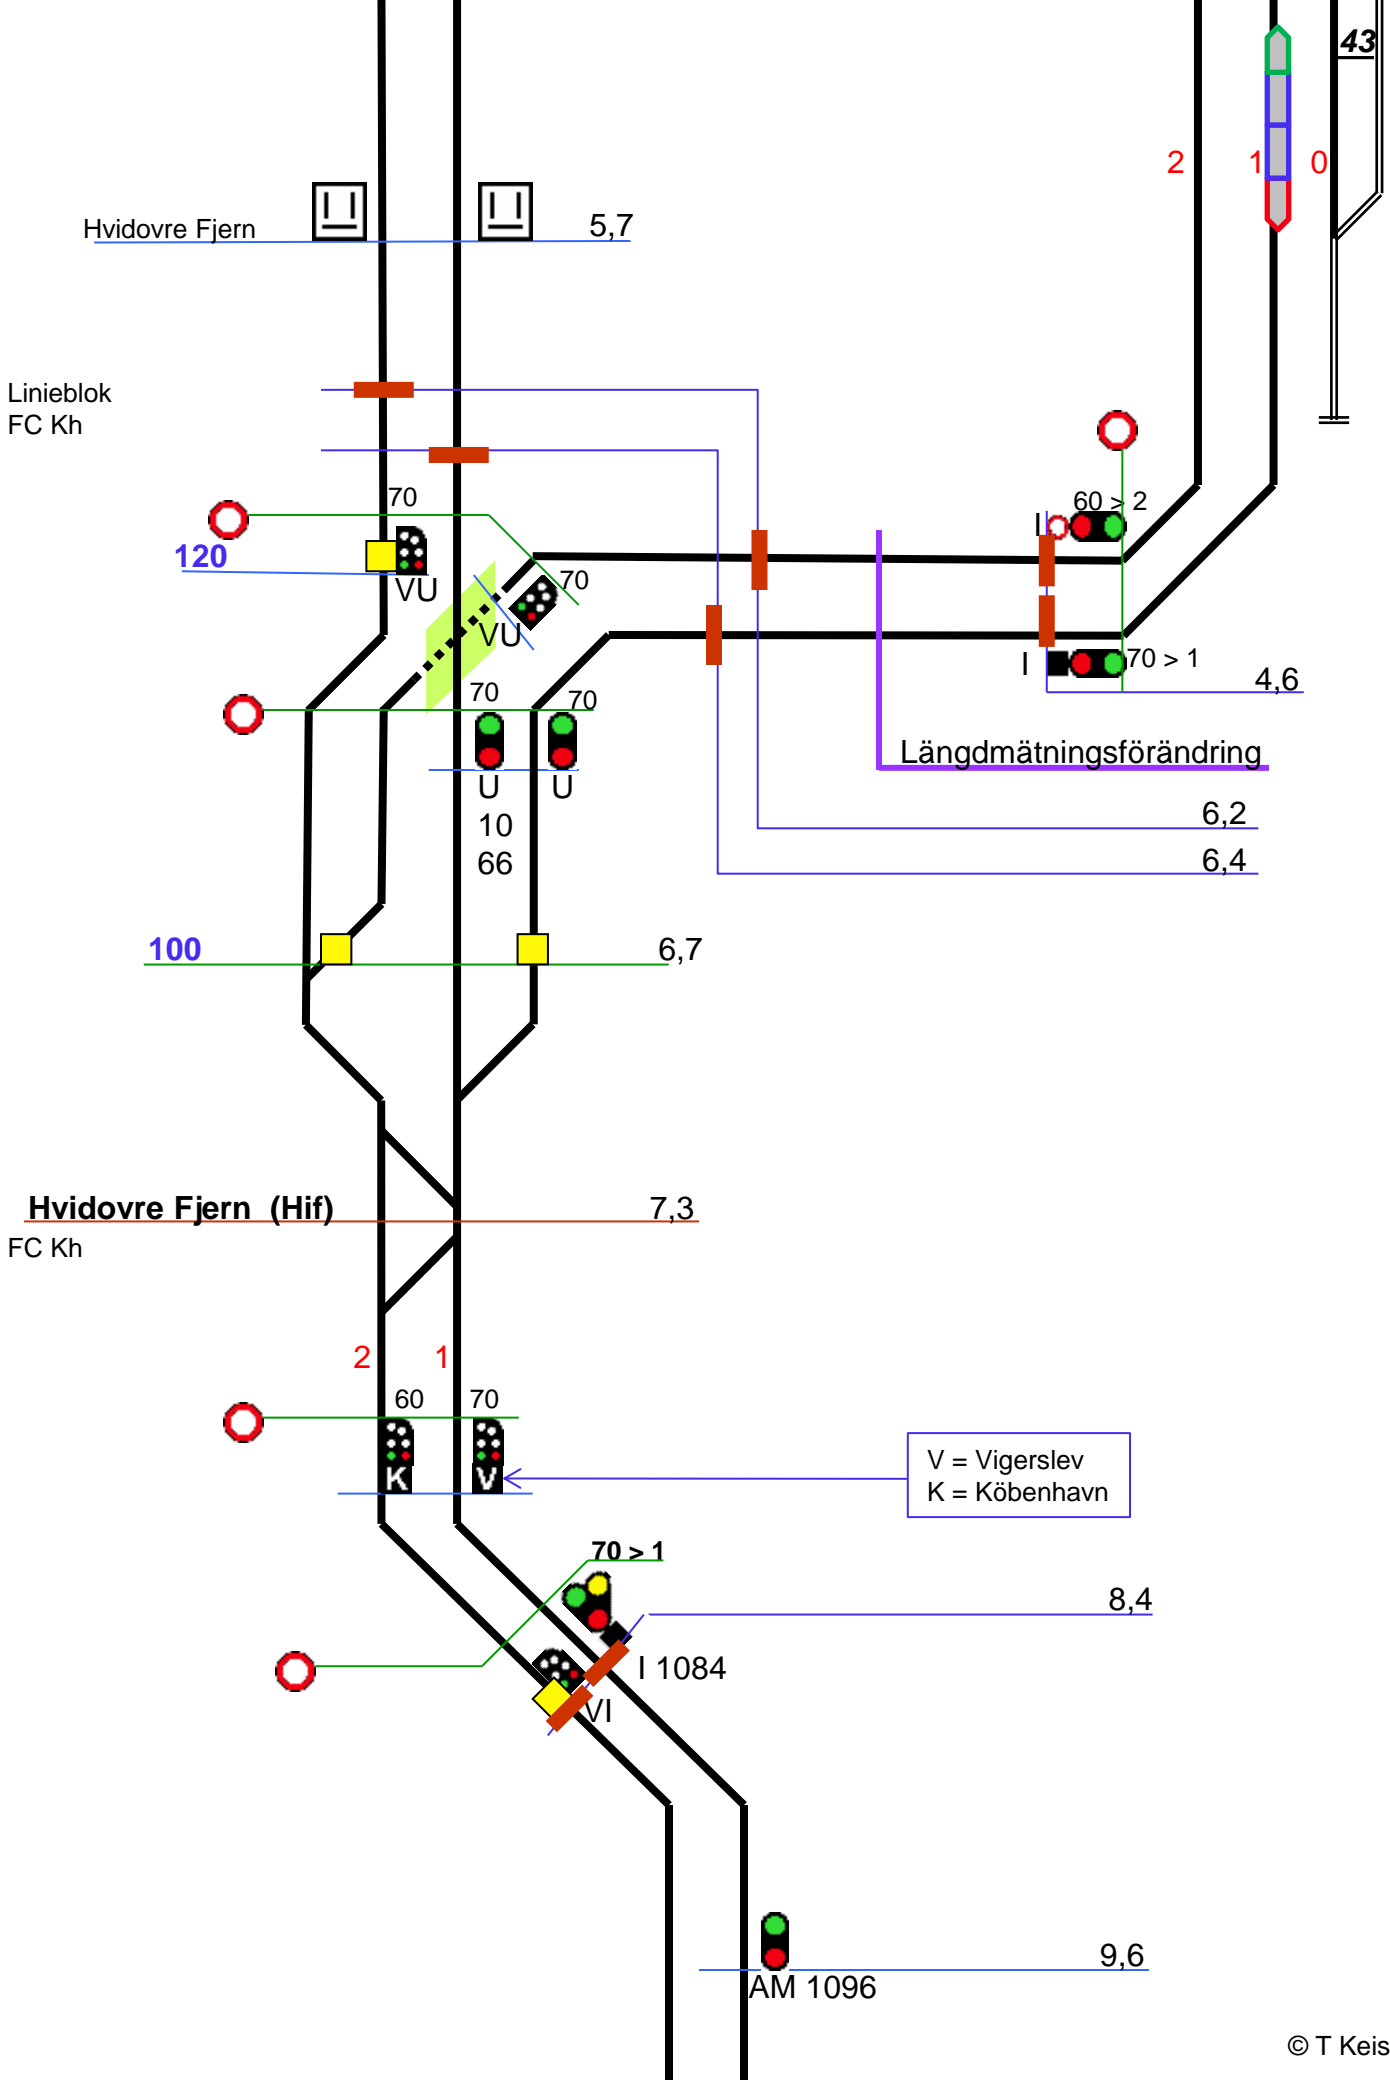 43
2
1
0
Hvidovre Fjern
5,7
Linieblok
FC Kh
70
60 > 2
I
120
VU
70
VU
I
70 > 1
4,6
70
70
Längdmätningsförändring
U
U
10
66
6,2
6,4
100
6,7
Hvidovre Fjern (Hif)
7,3
FC Kh
2
1
60
70
K
V
V = Vigerslev
K = Köbenhavn
70 > 1
8,4
I 1084
VI
9,6
AM 1096
© T Keis